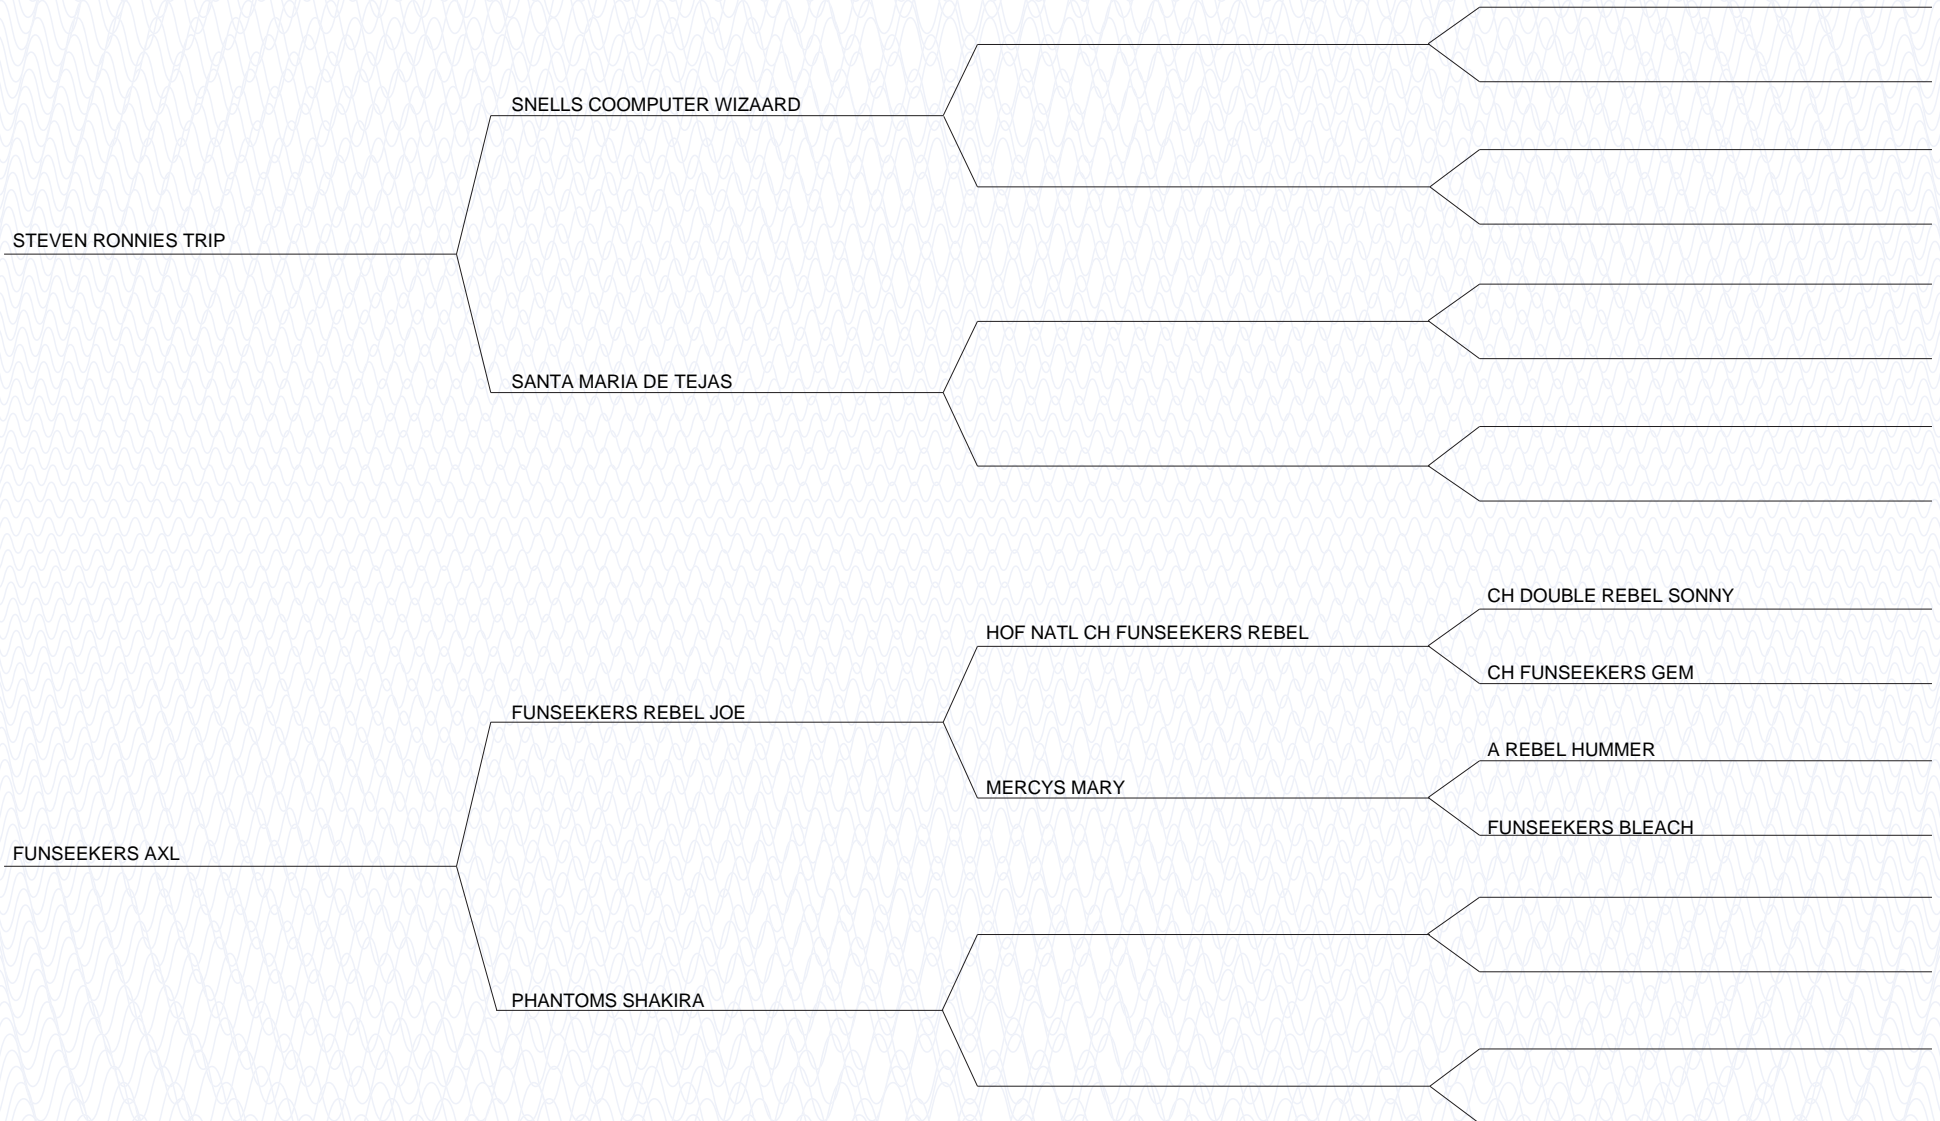 SNELLS COOMPUTER WIZAARD
STEVEN RONNIES TRIP
SANTA MARIA DE TEJAS
CH DOUBLE REBEL SONNY
HOF NATL CH FUNSEEKERS REBEL
CH FUNSEEKERS GEM
FUNSEEKERS REBEL JOE
A REBEL HUMMER
MERCYS MARY
FUNSEEKERS BLEACH
FUNSEEKERS AXL
PHANTOMS SHAKIRA